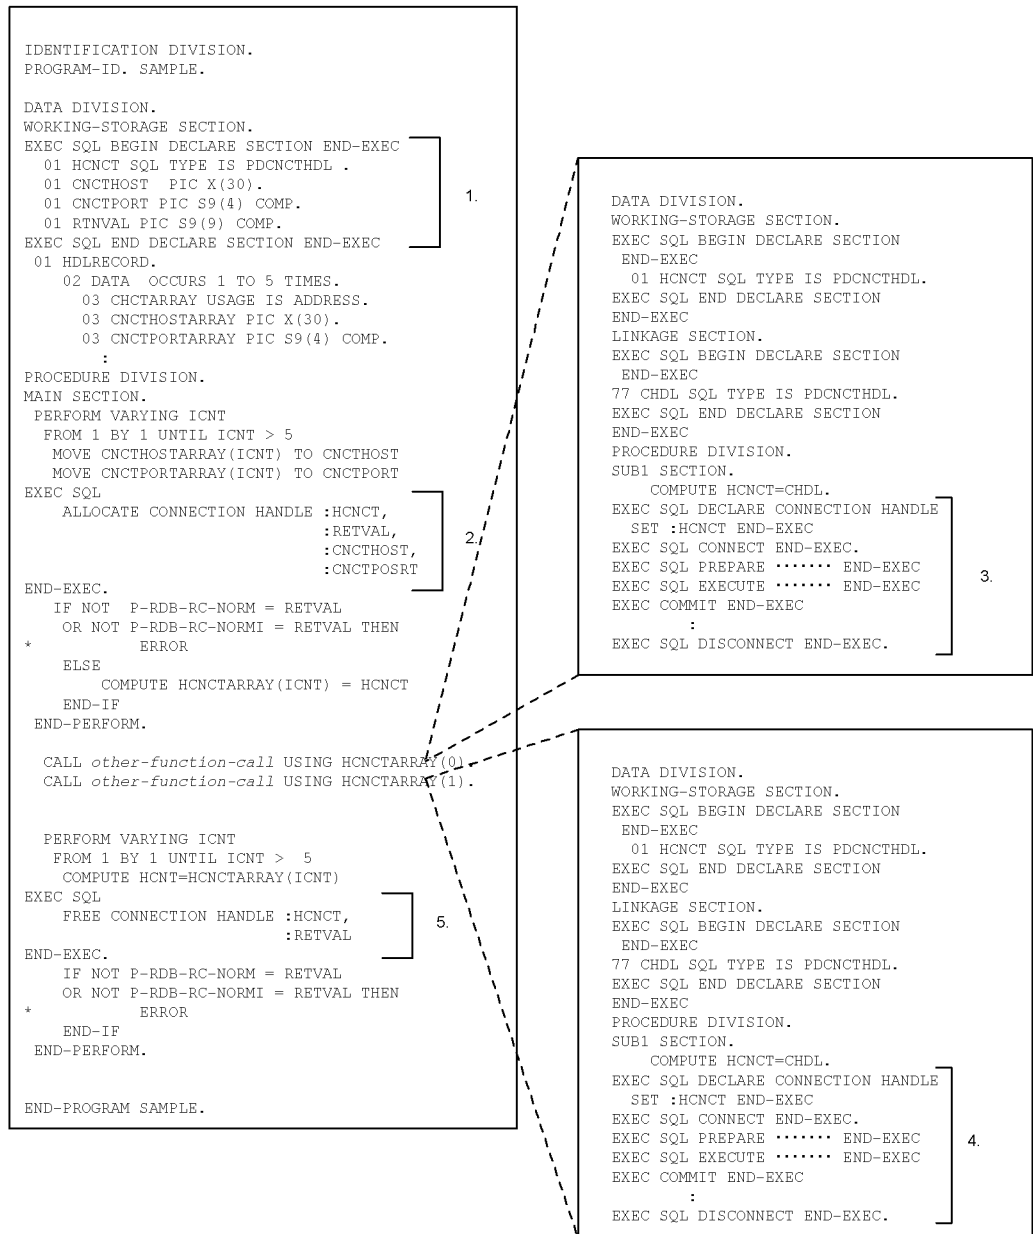 IDENTIFICATION DIVISION.
PROGRAM-ID. SAMPLE.
DATA DIVISION.
WORKING-STORAGE SECTION.
EXEC SQL BEGIN DECLARE SECTION END-EXEC
01 HCNCT SQL TYPE IS PDCNCTHDL .
01 CNCTHOST PIC X(30).
01 CNCTPORT PIC S9(4) COMP.
01 RTNVAL PIC S9(9) COMP.
EXEC SQL END DECLARE SECTION END-EXEC
1.
01 HDLRECORD.
02 DATA OCCURS 1 TO 5 TIMES.
03 CHCTARRAY USAGE IS ADDRESS.
03 CNCTHOSTARRAY PIC X(30).
03 CNCTPORTARRAY PIC S9(4) COMP.
:
PROCEDURE DIVISION.
MAIN SECTION.
PERFORM VARYING ICNT
FROM 1 BY 1 UNTIL ICNT > 5
MOVE CNCTHOSTARRAY(ICNT) TO CNCTHOST
MOVE CNCTPORTARRAY(ICNT) TO CNCTPORT
EXEC SQL
ALLOCATE CONNECTION HANDLE :HCNCT,
:RETVAL,
:CNCTHOST,
:CNCTPOSRT
END-EXEC.
2.
IF NOT P-RDB-RC-NORM = RETVAL
OR NOT P-RDB-RC-NORMI = RETVAL THEN
* ERROR
ELSE
COMPUTE HCNCTARRAY(ICNT) = HCNCT
END-IF
END-PERFORM.
CALL other-function-call USING HCNCTARRAY(0).
CALL other-function-call USING HCNCTARRAY(1).
PERFORM VARYING ICNT
FROM 1 BY 1 UNTIL ICNT > 5
COMPUTE HCNT=HCNCTARRAY(ICNT)
EXEC SQL
FREE CONNECTION HANDLE :HCNCT,
:RETVAL
END-EXEC.
5.
IF NOT P-RDB-RC-NORM = RETVAL
OR NOT P-RDB-RC-NORMI = RETVAL THEN
* ERROR
END-IF
END-PERFORM.
END-PROGRAM SAMPLE.
DATA DIVISION.
WORKING-STORAGE SECTION.
EXEC SQL BEGIN DECLARE SECTION
END-EXEC
01 HCNCT SQL TYPE IS PDCNCTHDL.
EXEC SQL END DECLARE SECTION
END-EXEC
LINKAGE SECTION.
EXEC SQL BEGIN DECLARE SECTION
END-EXEC
77 CHDL SQL TYPE IS PDCNCTHDL.
EXEC SQL END DECLARE SECTION
END-EXEC
PROCEDURE DIVISION.
SUB1 SECTION.
COMPUTE HCNCT=CHDL.
EXEC SQL DECLARE CONNECTION HANDLE
SET :HCNCT END-EXEC
EXEC SQL CONNECT END-EXEC.
EXEC SQL PREPARE ······· END-EXEC
EXEC SQL EXECUTE ······· END-EXEC
EXEC COMMIT END-EXEC
:
EXEC SQL DISCONNECT END-EXEC.
3.
DATA DIVISION.
WORKING-STORAGE SECTION.
EXEC SQL BEGIN DECLARE SECTION
END-EXEC
01 HCNCT SQL TYPE IS PDCNCTHDL.
EXEC SQL END DECLARE SECTION
END-EXEC
LINKAGE SECTION.
EXEC SQL BEGIN DECLARE SECTION
END-EXEC
77 CHDL SQL TYPE IS PDCNCTHDL.
EXEC SQL END DECLARE SECTION
END-EXEC
PROCEDURE DIVISION.
SUB1 SECTION.
COMPUTE HCNCT=CHDL.
EXEC SQL DECLARE CONNECTION HANDLE
SET :HCNCT END-EXEC
EXEC SQL CONNECT END-EXEC.
EXEC SQL PREPARE ······· END-EXEC
EXEC SQL EXECUTE ······· END-EXEC
EXEC COMMIT END-EXEC
:
EXEC SQL DISCONNECT END-EXEC.
4.